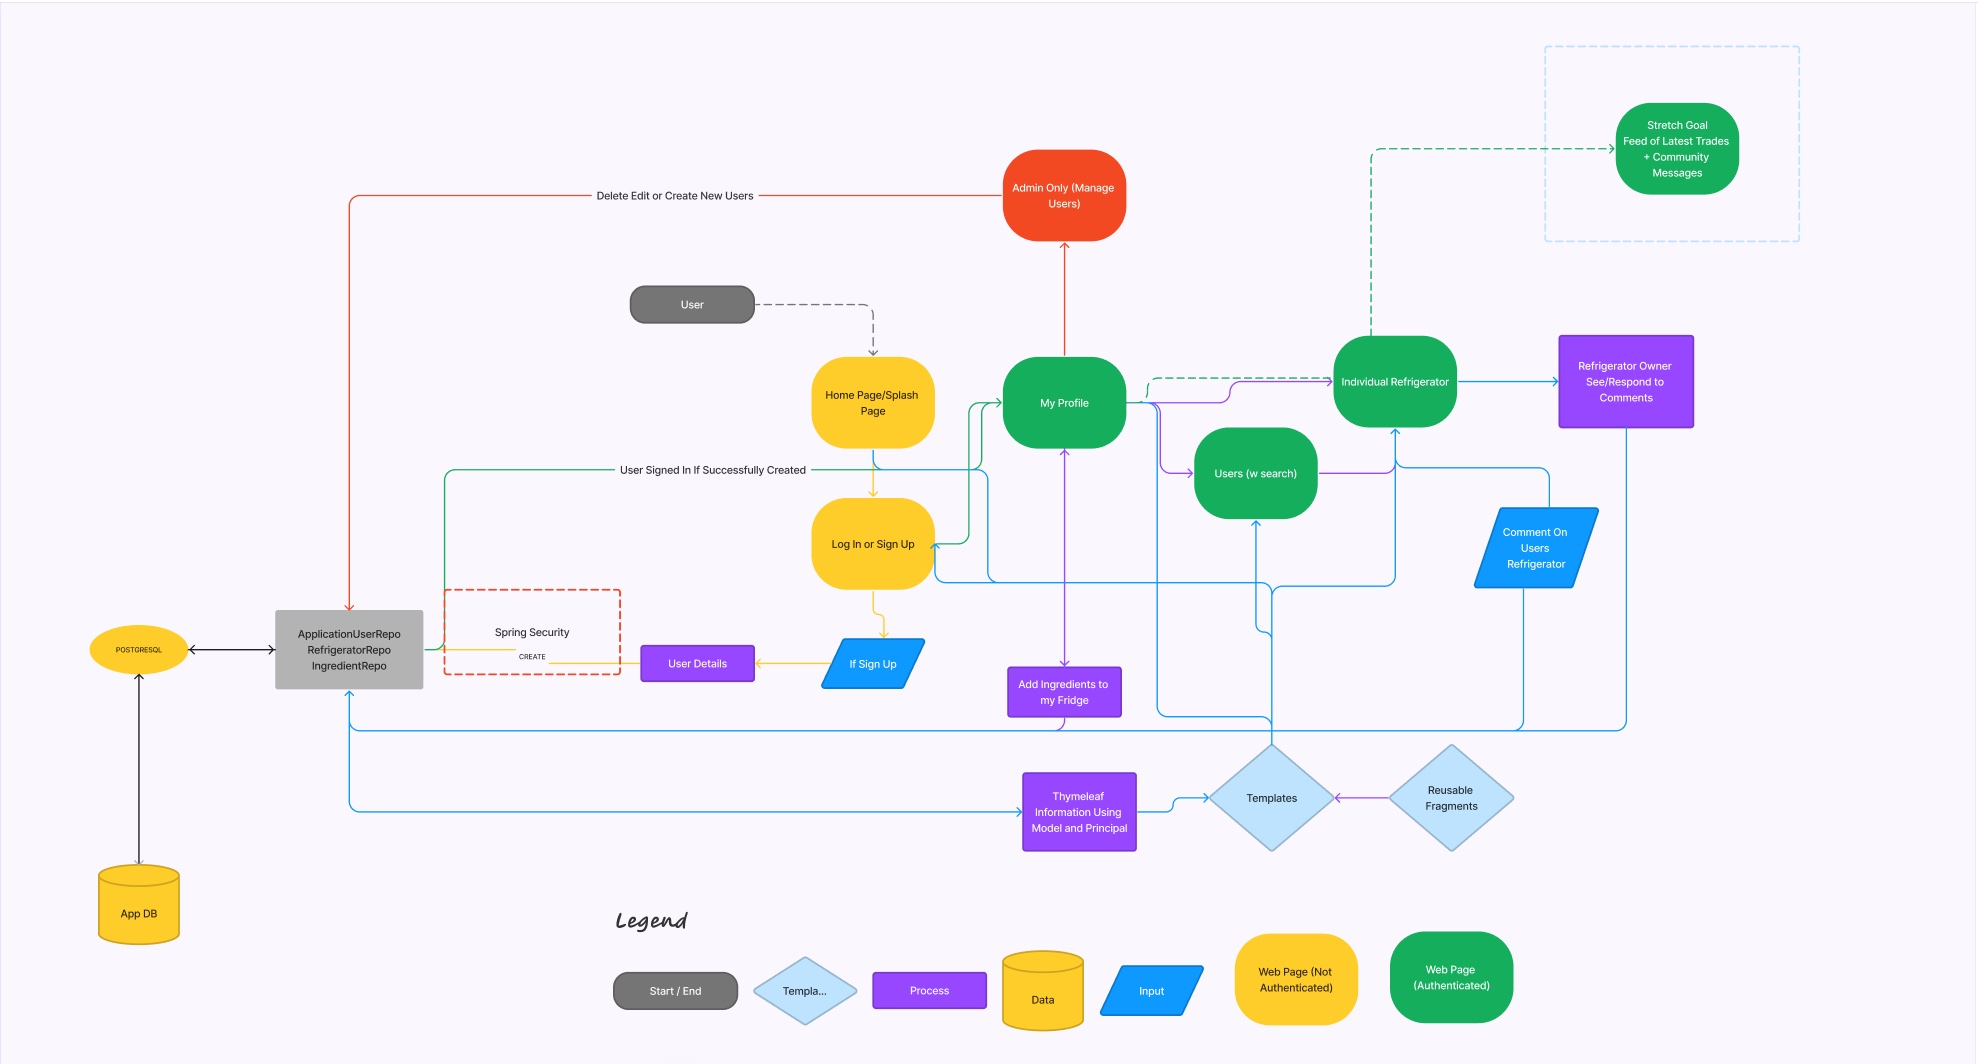 Stretch Goal
Feed of Latest Trades
+ Community
Messages
Admin Only (Manage
Users)
Delete Edit or Create New Users
User
Home Page/Splash
Page
My Profile
Individual Refrigerator
Refrigerator Owner
See/Respond to
Comments
User Signed In If Successfully Created
Users (w search)
Log In or Sign Up
Comment On
Users
Refrigerator
POSTGRESQL
ApplicationUserRepo
RefrigeratorRepo
IngredientRepo
Spring Security
CREATE
User Details
If Sign Up
Add Ingredients to
my Fridge
Thymeleaf
Information Using
Model and Principal
Templates
Reusable
Fragments
App DB
Legend
Start / End
Templa...
Process
Data
Input
Web Page (Not
Authenticated)
Web Page
(Authenticated)